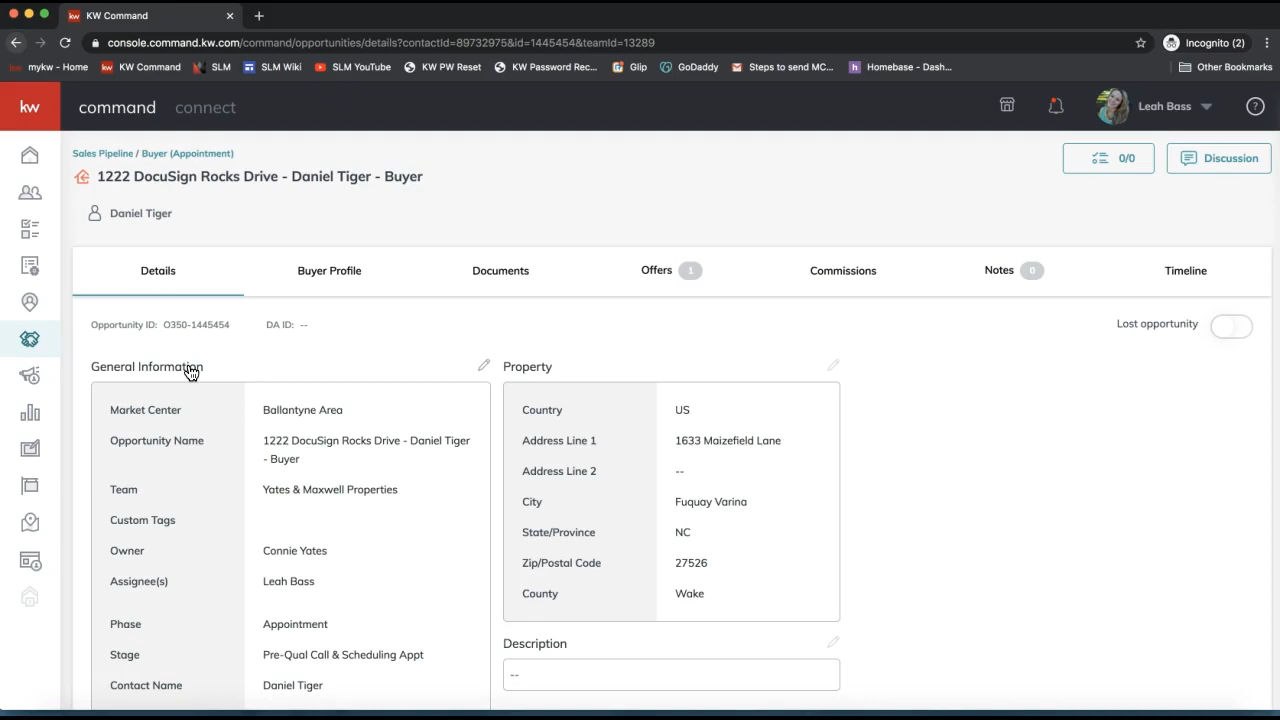 KW Command
console.command.kw.com/command/opportunities/details?contactId=89732975&id=1445454&teamId=13289
Incognito (2)
mykw - Home
KW Command
SLM
SLM Wiki
SLM YouTube
KW PW Reset
KW Password Rec...
Glip
GoDaddy
Steps to send MC...
Homebase - Dash...
Other Bookmarks
kw
command
connect
Leah Bass
Sales Pipeline / Buyer (Appointment)
1222 DocuSign Rocks Drive - Daniel Tiger - Buyer
0/0
Discussion
Daniel Tiger
Details
Buyer Profile
Documents
Offers 1
Commissions
Notes 0
Timeline
Opportunity ID: O350-1445454
DA ID: --
Lost opportunity
General Information
Market Center Ballantyne Area
Opportunity Name 1222 DocuSign Rocks Drive - Daniel Tiger
- Buyer
Team Yates & Maxwell Properties
Custom Tags
Owner Connie Yates
Assignee(s) Leah Bass
Phase Appointment
Stage Pre-Qual Call & Scheduling Appt
Contact Name Daniel Tiger
Property
Country US
Address Line 1 1633 Maizefield Lane
Address Line 2 --
City Fuquay Varina
State/Province NC
Zip/Postal Code 27526
County Wake
Description
--